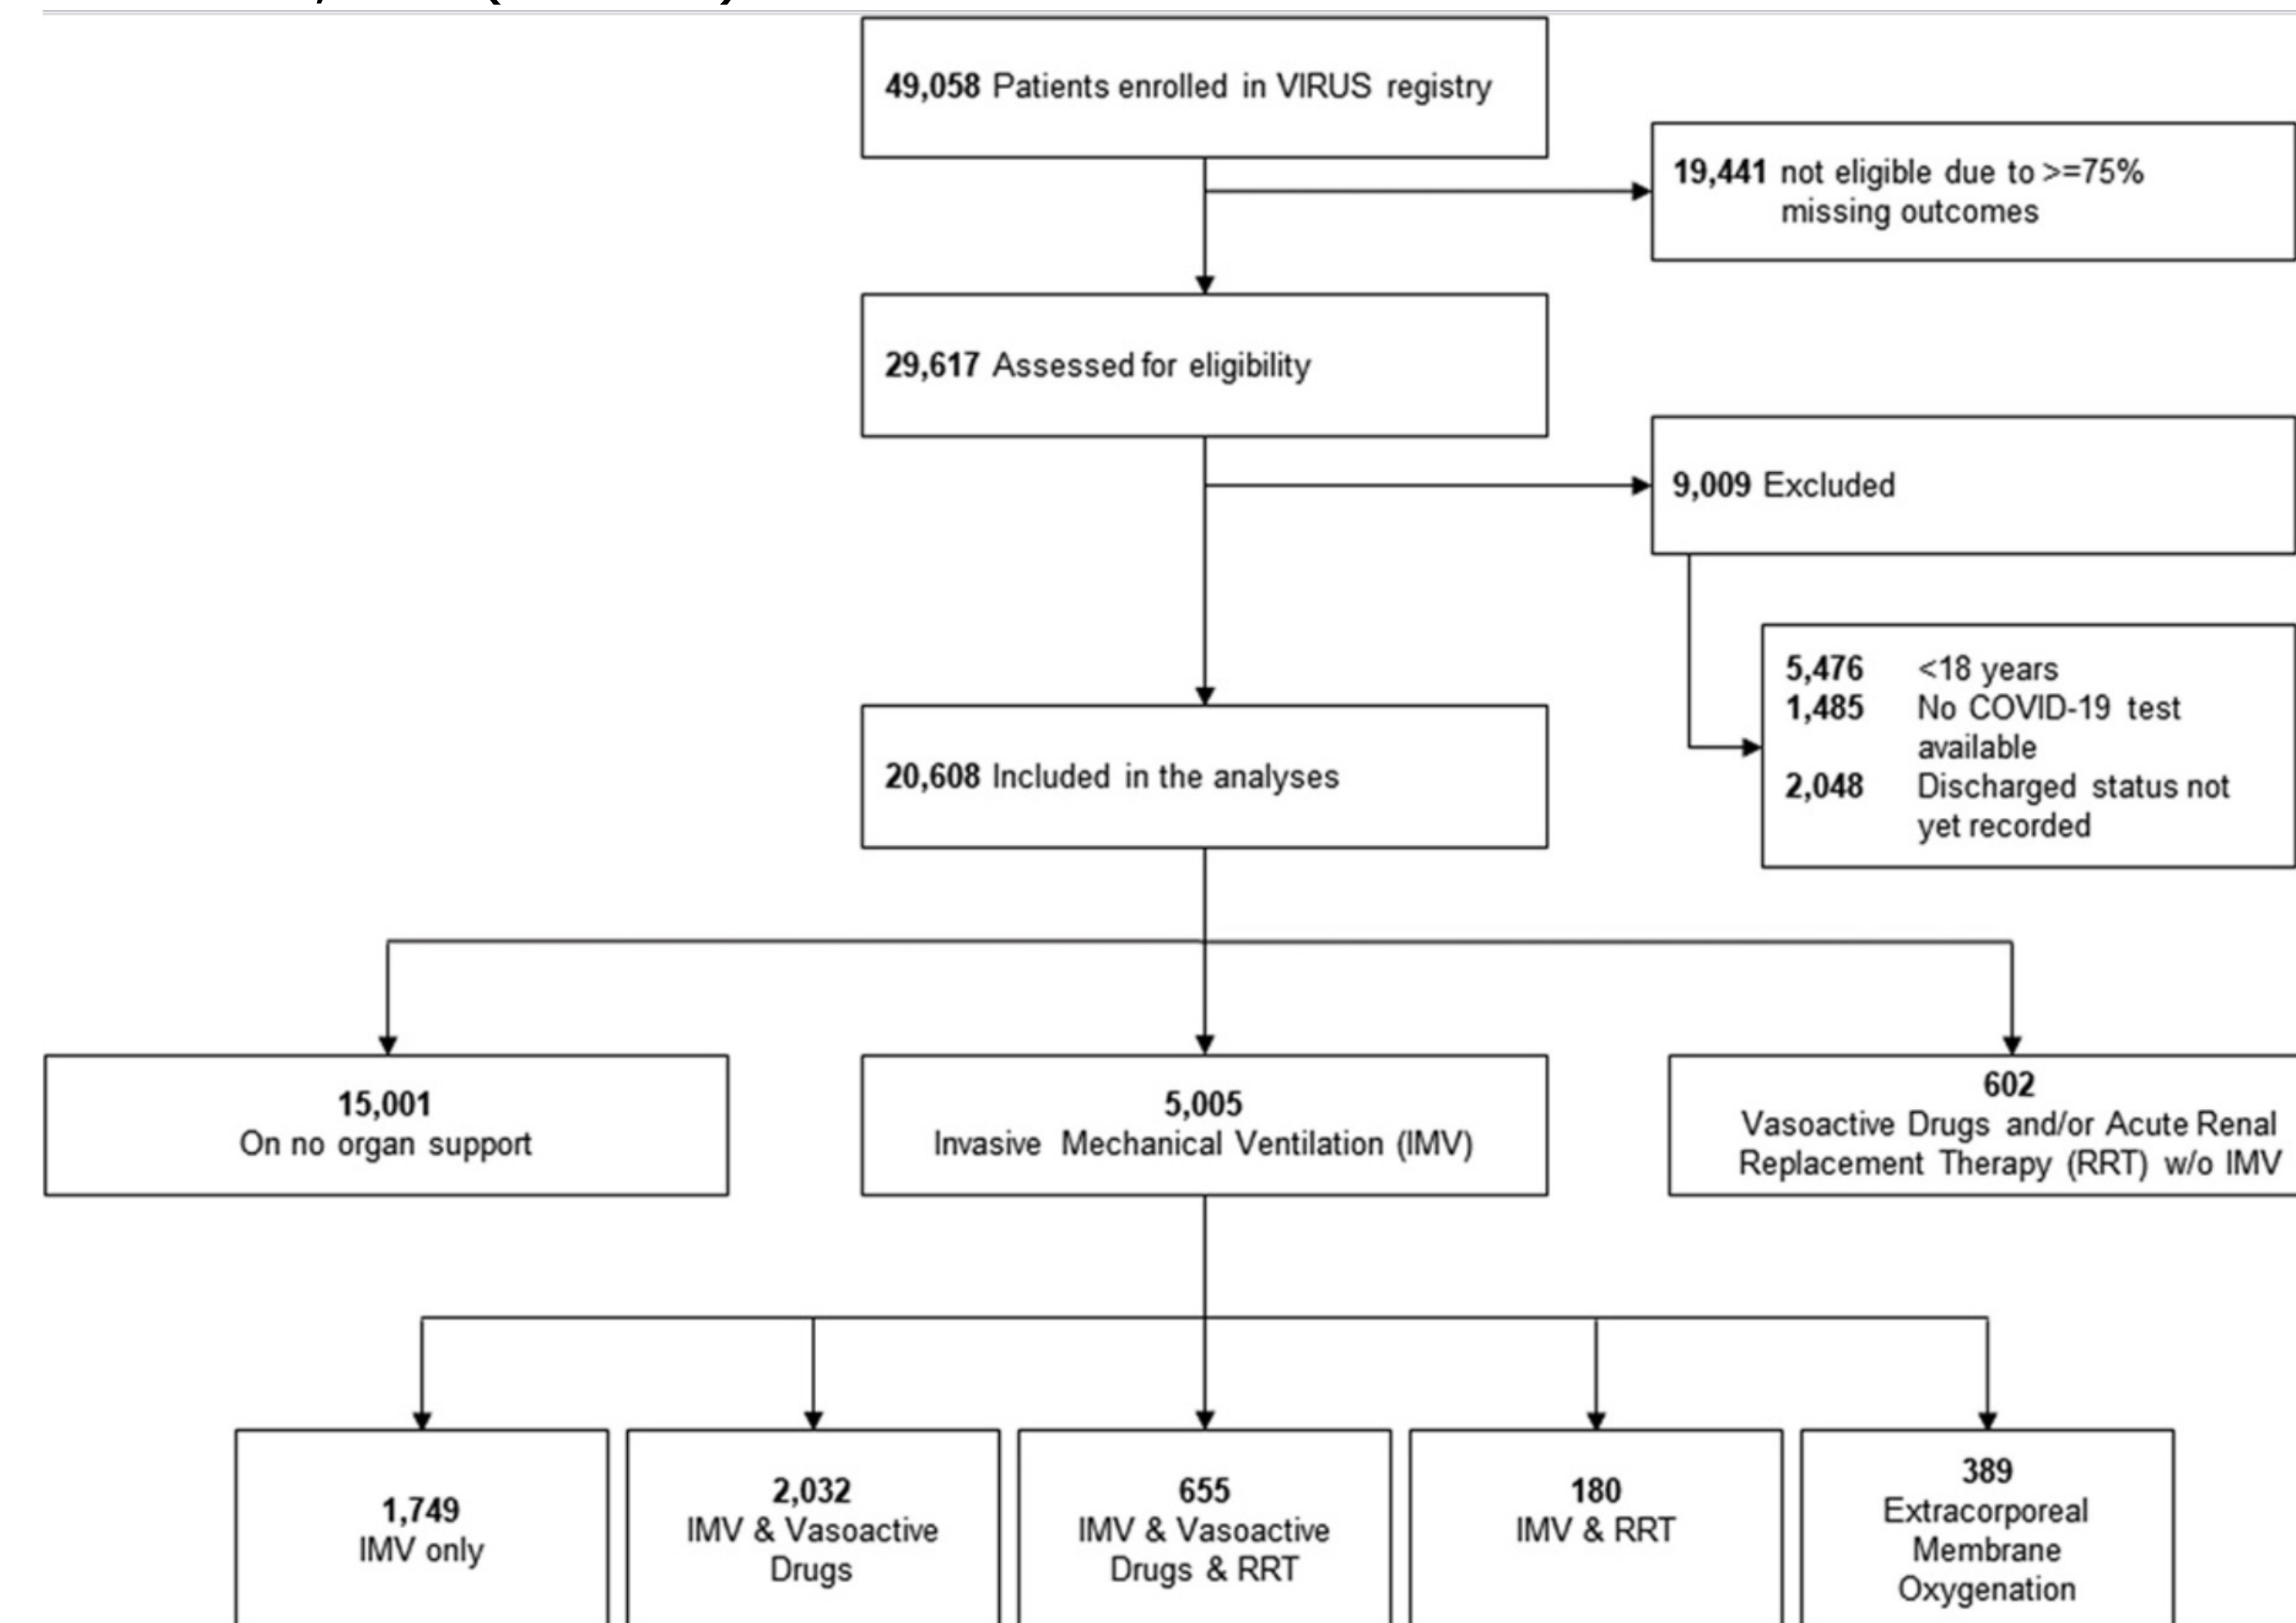 49,058 Patients enrolled in VIRUS registry
19,441 not eligible due to >=75%
missing outcomes
29,617 Assessed for eligibility
9,009 Excluded
5,476 <18 years
1,485 No COVID-19 test
available
2,048 Discharged status not
yet recorded
20,608 Included in the analyses
15,001
On no organ support
5,005
Invasive Mechanical Ventilation (IMV)
602
Vasoactive Drugs and/or Acute Renal
Replacement Therapy (RRT) w/o IMV
1,749
IMV only
2,032
IMV & Vasoactive
Drugs
655
IMV & Vasoactive
Drugs & RRT
180
IMV & RRT
389
Extracorporeal
Membrane
Oxygenation